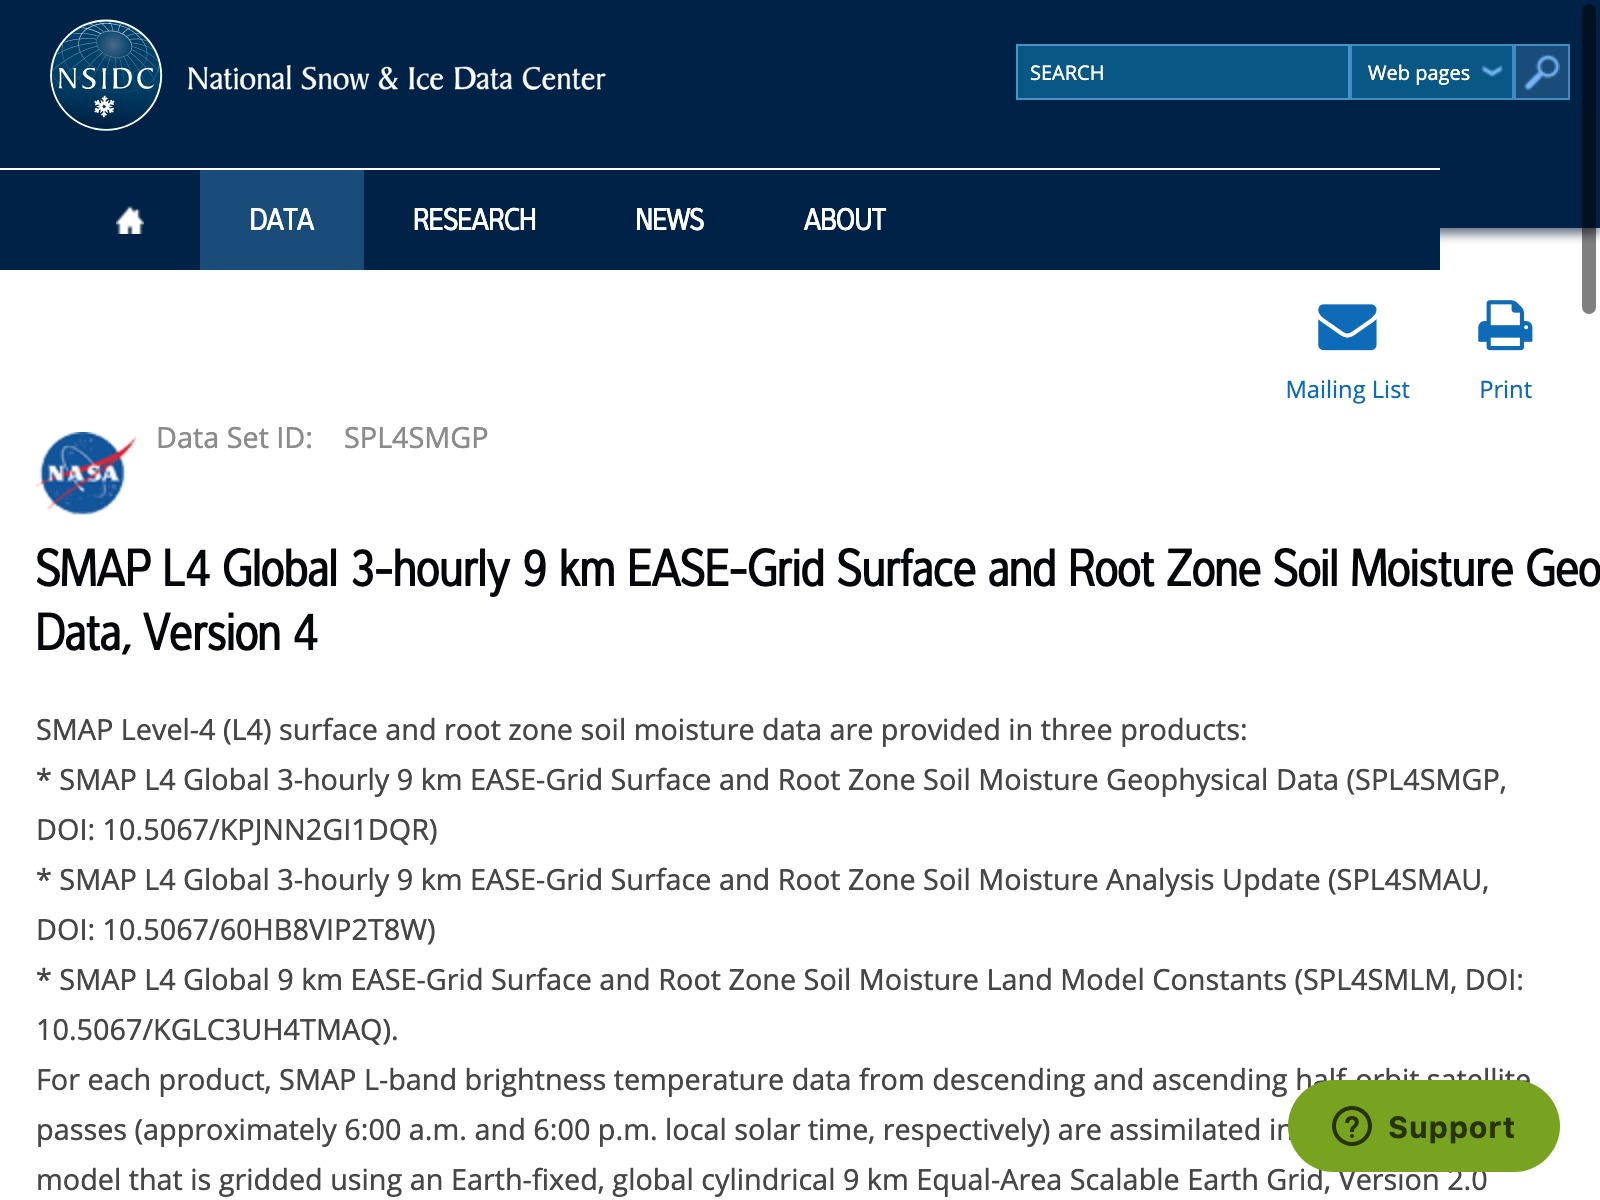 NSIDC
National Snow & Ice Data Center
SEARCH
Web pages
DATA
RESEARCH
NEWS
ABOUT
Mailing List
Print
NASA
Data Set ID: SPL4SMGP
SMAP L4 Global 3-hourly 9 km EASE-Grid Surface and Root Zone Soil Moisture Geo
Data, Version 4
SMAP Level-4 (L4) surface and root zone soil moisture data are provided in three products:
* SMAP L4 Global 3-hourly 9 km EASE-Grid Surface and Root Zone Soil Moisture Geophysical Data (SPL4SMGP,
DOI: 10.5067/KPJNN2GI1DQR)
* SMAP L4 Global 3-hourly 9 km EASE-Grid Surface and Root Zone Soil Moisture Analysis Update (SPL4SMAU,
DOI: 10.5067/60HB8VIP2T8W)
* SMAP L4 Global 9 km EASE-Grid Surface and Root Zone Soil Moisture Land Model Constants (SPL4SMLM, DOI:
10.5067/KGLC3UH4TMAQ).
For each product, SMAP L-band brightness temperature data from descending and ascending half-orbit satellite
passes (approximately 6:00 a.m. and 6:00 p.m. local solar time, respectively) are assimilated in
model that is gridded using an Earth-fixed, global cylindrical 9 km Equal-Area Scalable Earth Grid, Version 2.0
Support